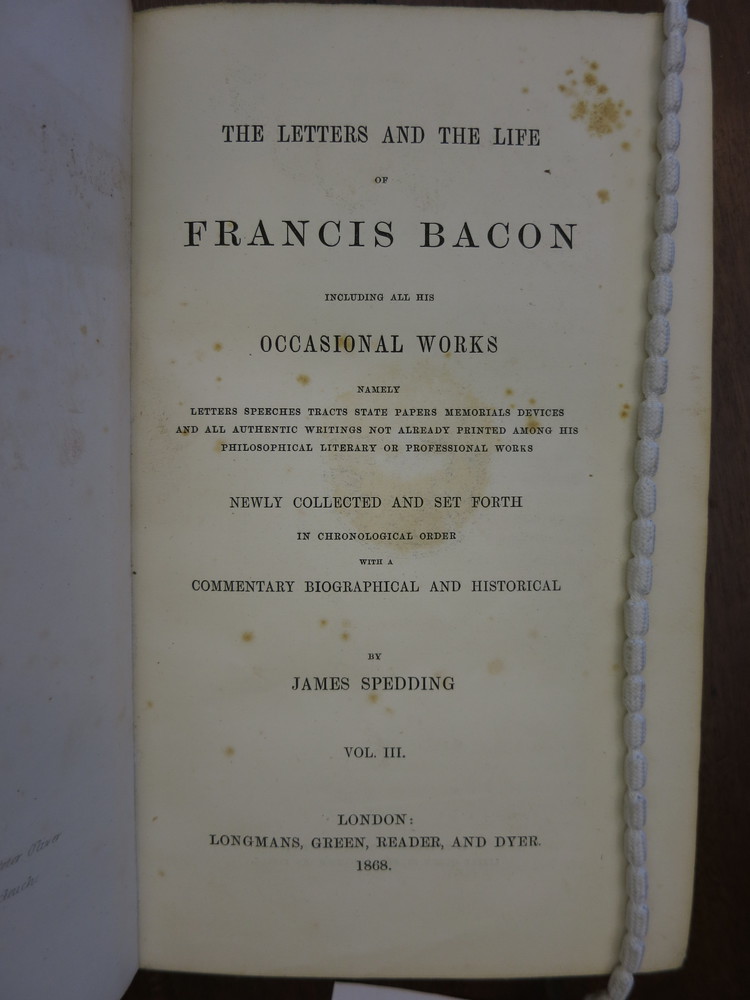 THE LETTERS AND THE LIFE
OF
FRANCIS BACON
INCLUDING ALL HIS
OCCASIONAL WORKS
NAMELY
LETTERS SPEECHES TRACTS STATE PAPERS MEMORIALS DEVICES
AND ALL AUTHENTIC WRITINGS NOT ALREADY PRINTED AMONG HIS
PHILOSOPHICAL LITERARY OR PROFESSIONAL WORKS
NEWLY COLLECTED AND SET FORTH
IN CHRONOLOGICAL ORDER
WITH A
COMMENTARY BIOGRAPHICAL AND HISTORICAL
BY
JAMES SPEDDING
VOL. III.
LONDON:
LONGMANS, GREEN, READER, AND DYER.
1868.